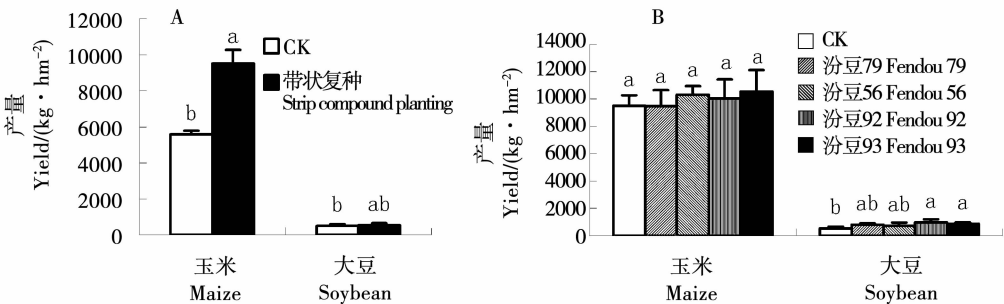 A
12000
10000
8000
6000
4000
2000
0
产量
Yield/(kg·hm⁻²)
b
a
b
ab
CK
带状复种
Strip compound planting
玉米
Maize
大豆
Soybean
B
14000
12000
10000
8000
6000
4000
2000
0
产量
Yield/(kg·hm⁻²)
a
a
a
a
a
b
ab
ab
a
a
CK
汾豆79 Fendou 79
汾豆56 Fendou 56
汾豆92 Fendou 92
汾豆93 Fendou 93
玉米
Maize
大豆
Soybean